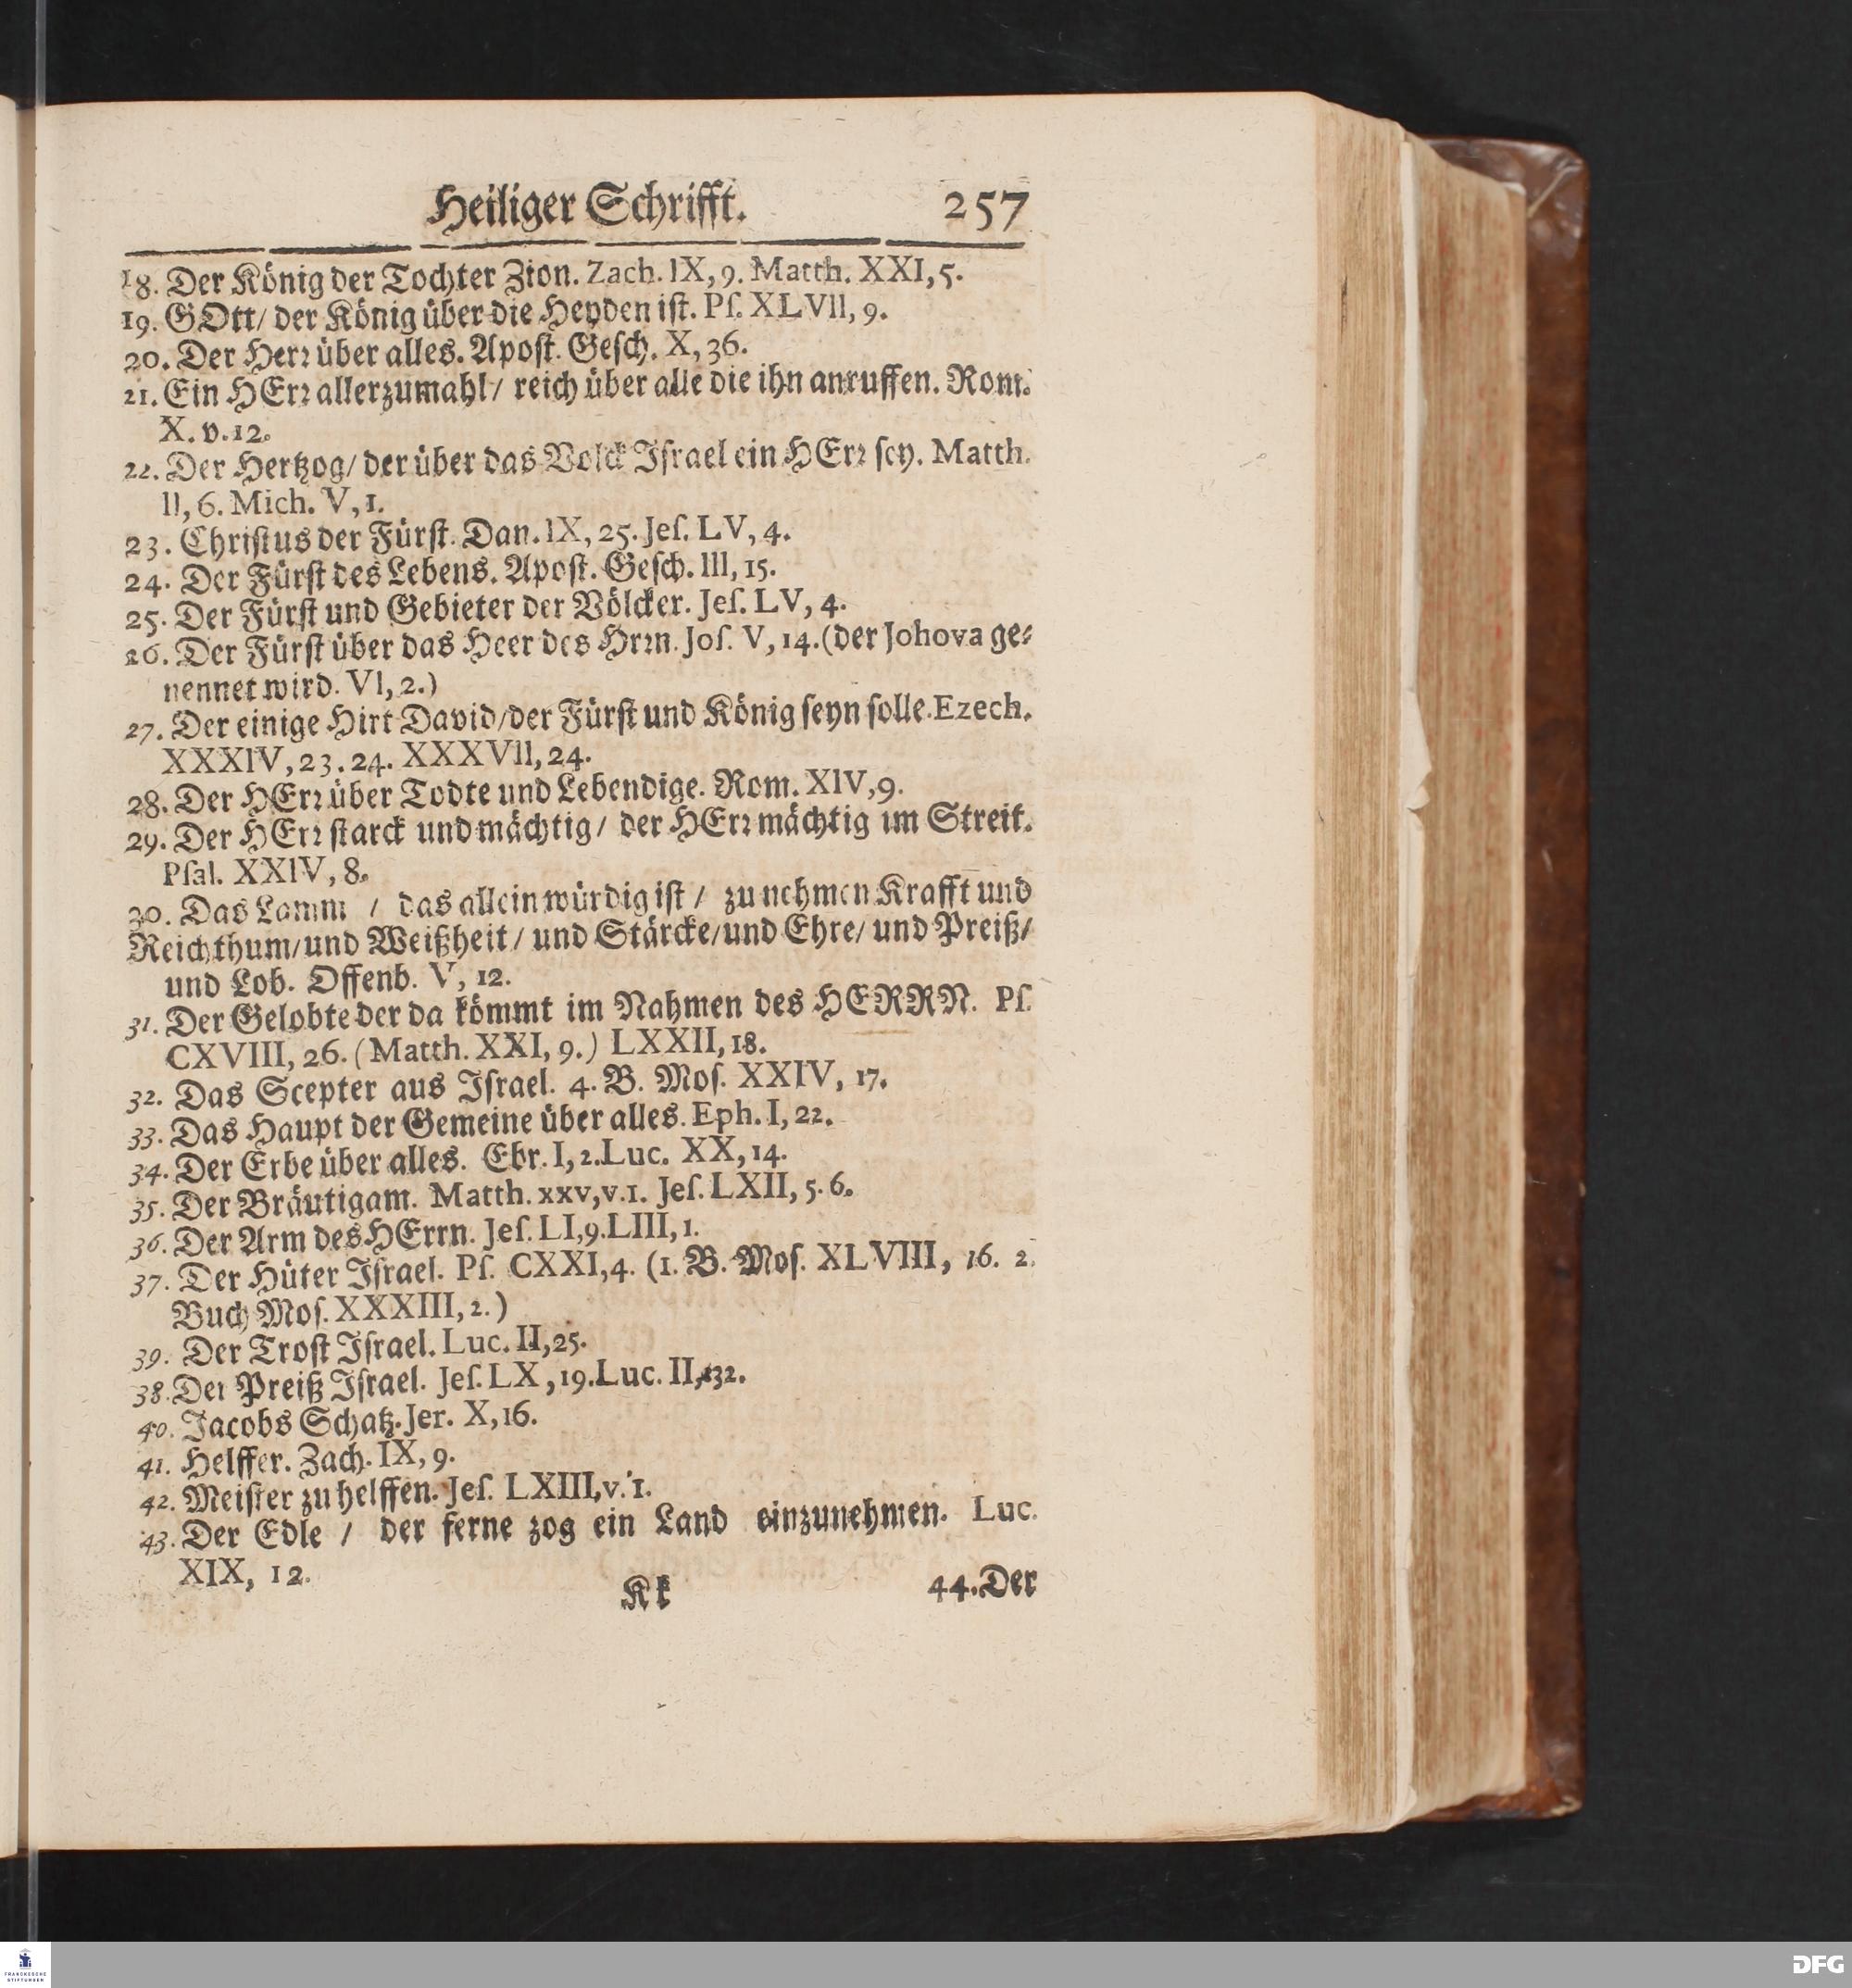 Heiliger Schrifft. 257
18. Der König der Tochter Zion. Zach. IX, 9. Matth. XXI, 5.
19. GOtt/ der König über die Heyden ist. Pſ. XLVII, 9.
20. Der Herr über alles. Apoſt. Geſch. X, 36.
21. Ein HErr allerzumahl/ reich über alle die ihn anruffen. Rom.
X. v. 12.
22. Der Hertzog/ der über das Volck Iſrael ein HErr ſey. Matth.
II, 6. Mich. V, 1.
23. Chriſtus der Fürſt. Dan. IX, 25. Jeſ. LV, 4.
24. Der Fürſt des Lebens. Apoſt. Geſch. III, 15.
25. Der Fürſt und Gebieter der Völcker. Jeſ. LV, 4.
26. Der Fürſt über das Heer des Hrrn. Joſ. V, 14. (der Johova ge⸗
nennet wird. VI, 2.)
27. Der einige Hirt David/ der Fürſt und König ſeyn ſolle. Ezech.
XXXIV, 23. 24. XXXVII, 24.
28. Der HErr über Todte und Lebendige. Rom. XIV, 9.
29. Der HErr ſtarck und mächtig/ der HErr mächtig im Streit.
Pſal. XXIV, 8.
30. Das Lamm / das allein würdig iſt / zu nehmen Krafft und
Reichthum/ und Weißheit/ und Stärcke/ und Ehre/ und Preiß/
und Lob. Offenb. V, 12.
31. Der Gelobte der da kömmt im Nahmen des HERRN. Pſ.
CXVIII, 26. (Matth. XXI, 9.) LXXII, 18.
32. Das Scepter aus Iſrael. 4. B. Moſ. XXIV, 17.
33. Das Haupt der Gemeine über alles. Eph. I, 22.
34. Der Erbe über alles. Ebr. I, 2. Luc. XX, 14.
35. Der Bräutigam. Matth. xxv, v. 1. Jeſ. LXII, 5. 6.
36. Der Arm des HErrn. Jeſ. LI, 9. LIII, 1.
37. Der Hüter Iſrael. Pſ. CXXI, 4. (1. B. Moſ. XLVIII, 16. 2.
Buch Moſ. XXXIII, 2.)
39. Der Troſt Iſrael. Luc. II, 25.
38. Der Preiß Iſrael. Jeſ. LX, 19. Luc. II, 32.
40. Jacobs Schatz. Jer. X, 16.
41. Helffer. Zach. IX, 9.
42. Meiſter zu helffen. Jeſ. LXIII, v. 1.
43. Der Edle / der ferne zog ein Land einzunehmen. Luc.
XIX, 12.
Kk 44. Der
FRANCKESCHE
STIFTUNGEN
DFG